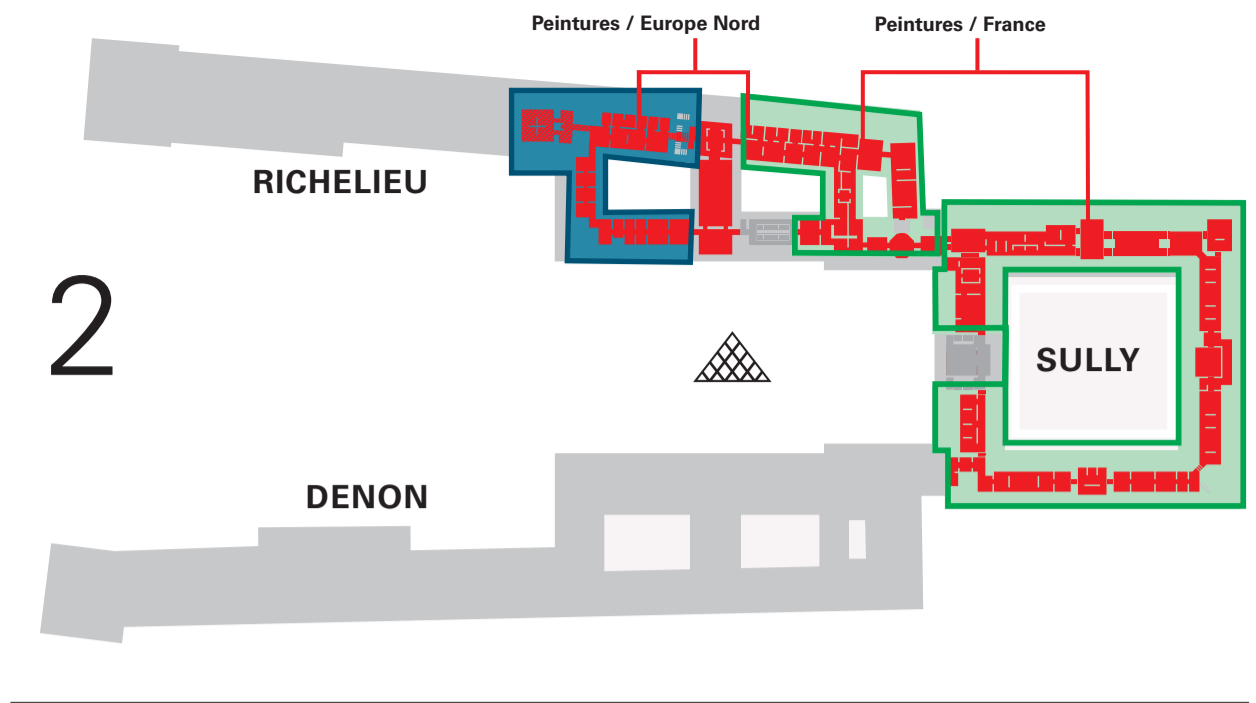 Peintures / Europe Nord
Peintures / France
RICHELIEU
2
SULLY
DENON